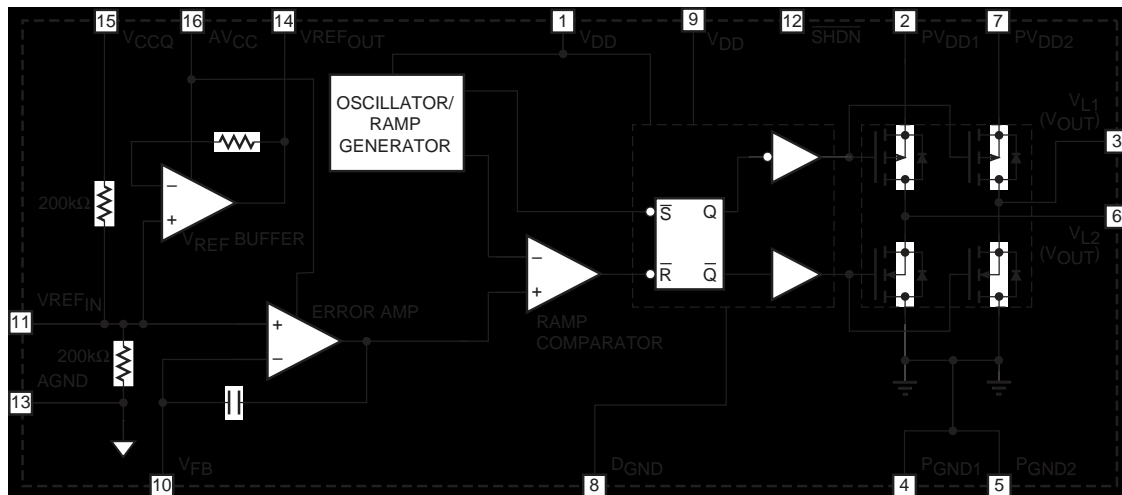 15 16 14 1 9 12 2 7
VCCQ AVCC VREFOUT VDD VDD SHDN PVDD1 PVDD2
OSCILLATOR/
RAMP
GENERATOR
VL1
(VOUT)
3
200kΩ
–
+
VREF BUFFER
S Q
R Q
6
VL2
(VOUT)
–
+
RAMP
COMPARATOR
VREFIN
11
ERROR AMP
+
–
200kΩ
AGND
13
VFB
10
DGND
8
PGND1
4
PGND2
5